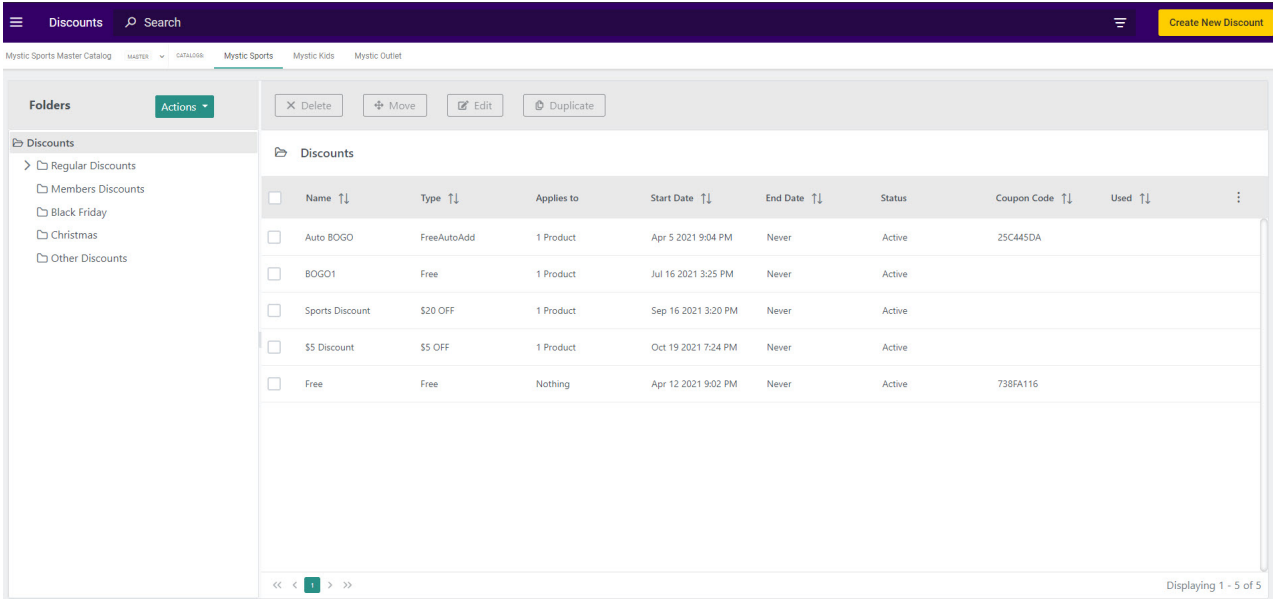 Discounts Search Create New Discount
Mystic Sports Master Catalog MASTER CATALOGS Mystic Sports Mystic Kids Mystic Outlet
Folders Actions Delete Move Edit Duplicate
Discounts
Regular Discounts
Members Discounts
Black Friday
Christmas
Other Discounts
Discounts
Name Type Applies to Start Date End Date Status Coupon Code Used
Auto BOGO FreeAutoAdd 1 Product Apr 5 2021 9:04 PM Never Active 25C445DA
BOGO1 Free 1 Product Jul 16 2021 3:25 PM Never Active
Sports Discount $20 OFF 1 Product Sep 16 2021 3:20 PM Never Active
$5 Discount $5 OFF 1 Product Oct 19 2021 7:24 PM Never Active
Free Free Nothing Apr 12 2021 9:02 PM Never Active 738FA116
1 Displaying 1 - 5 of 5